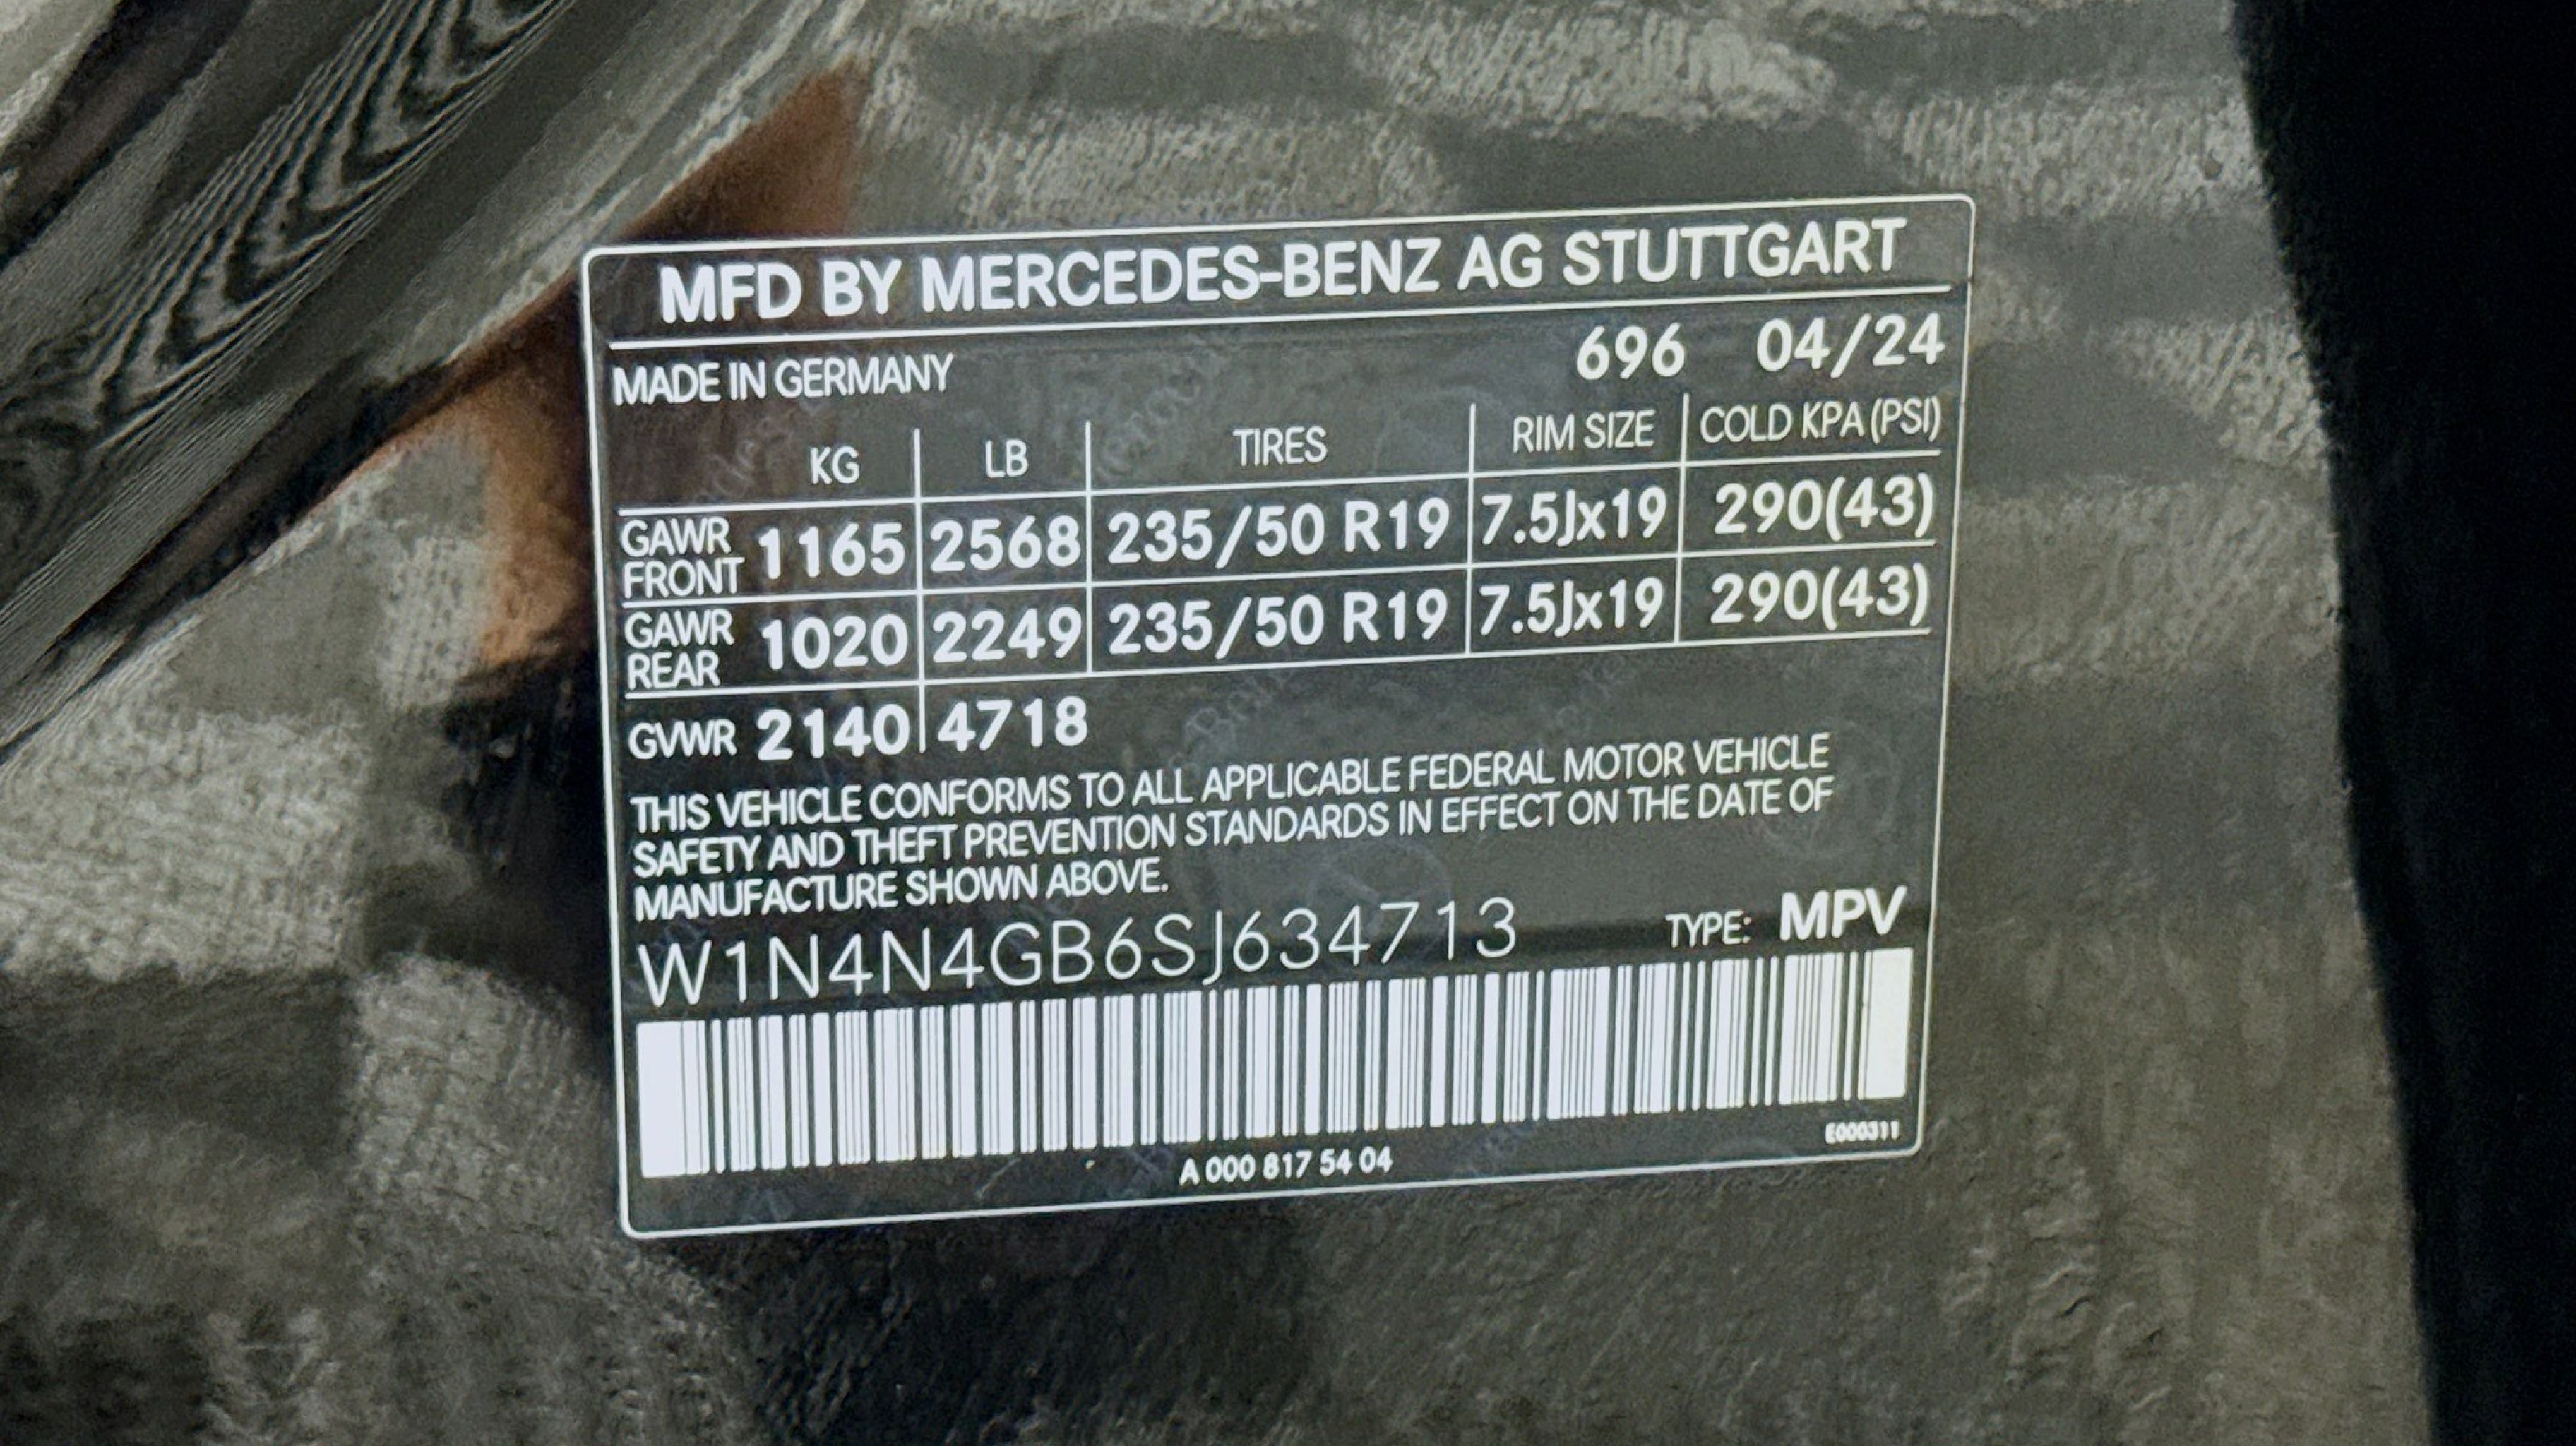 MFD BY MERCEDES-BENZ AG STUTTGART
MADE IN GERMANY 696 04/24
KG LB TIRES RIM SIZE COLD KPA (PSI)
GAWR FRONT 1165 2568 235/50 R19 7.5Jx19 290(43)
GAWR REAR 1020 2249 235/50 R19 7.5Jx19 290(43)
GVWR 2140 4718
THIS VEHICLE CONFORMS TO ALL APPLICABLE FEDERAL MOTOR VEHICLE
SAFETY AND THEFT PREVENTION STANDARDS IN EFFECT ON THE DATE OF
MANUFACTURE SHOWN ABOVE.
W1N4N4GB6SJ634713 TYPE: MPV
E000311
A 000 817 54 04